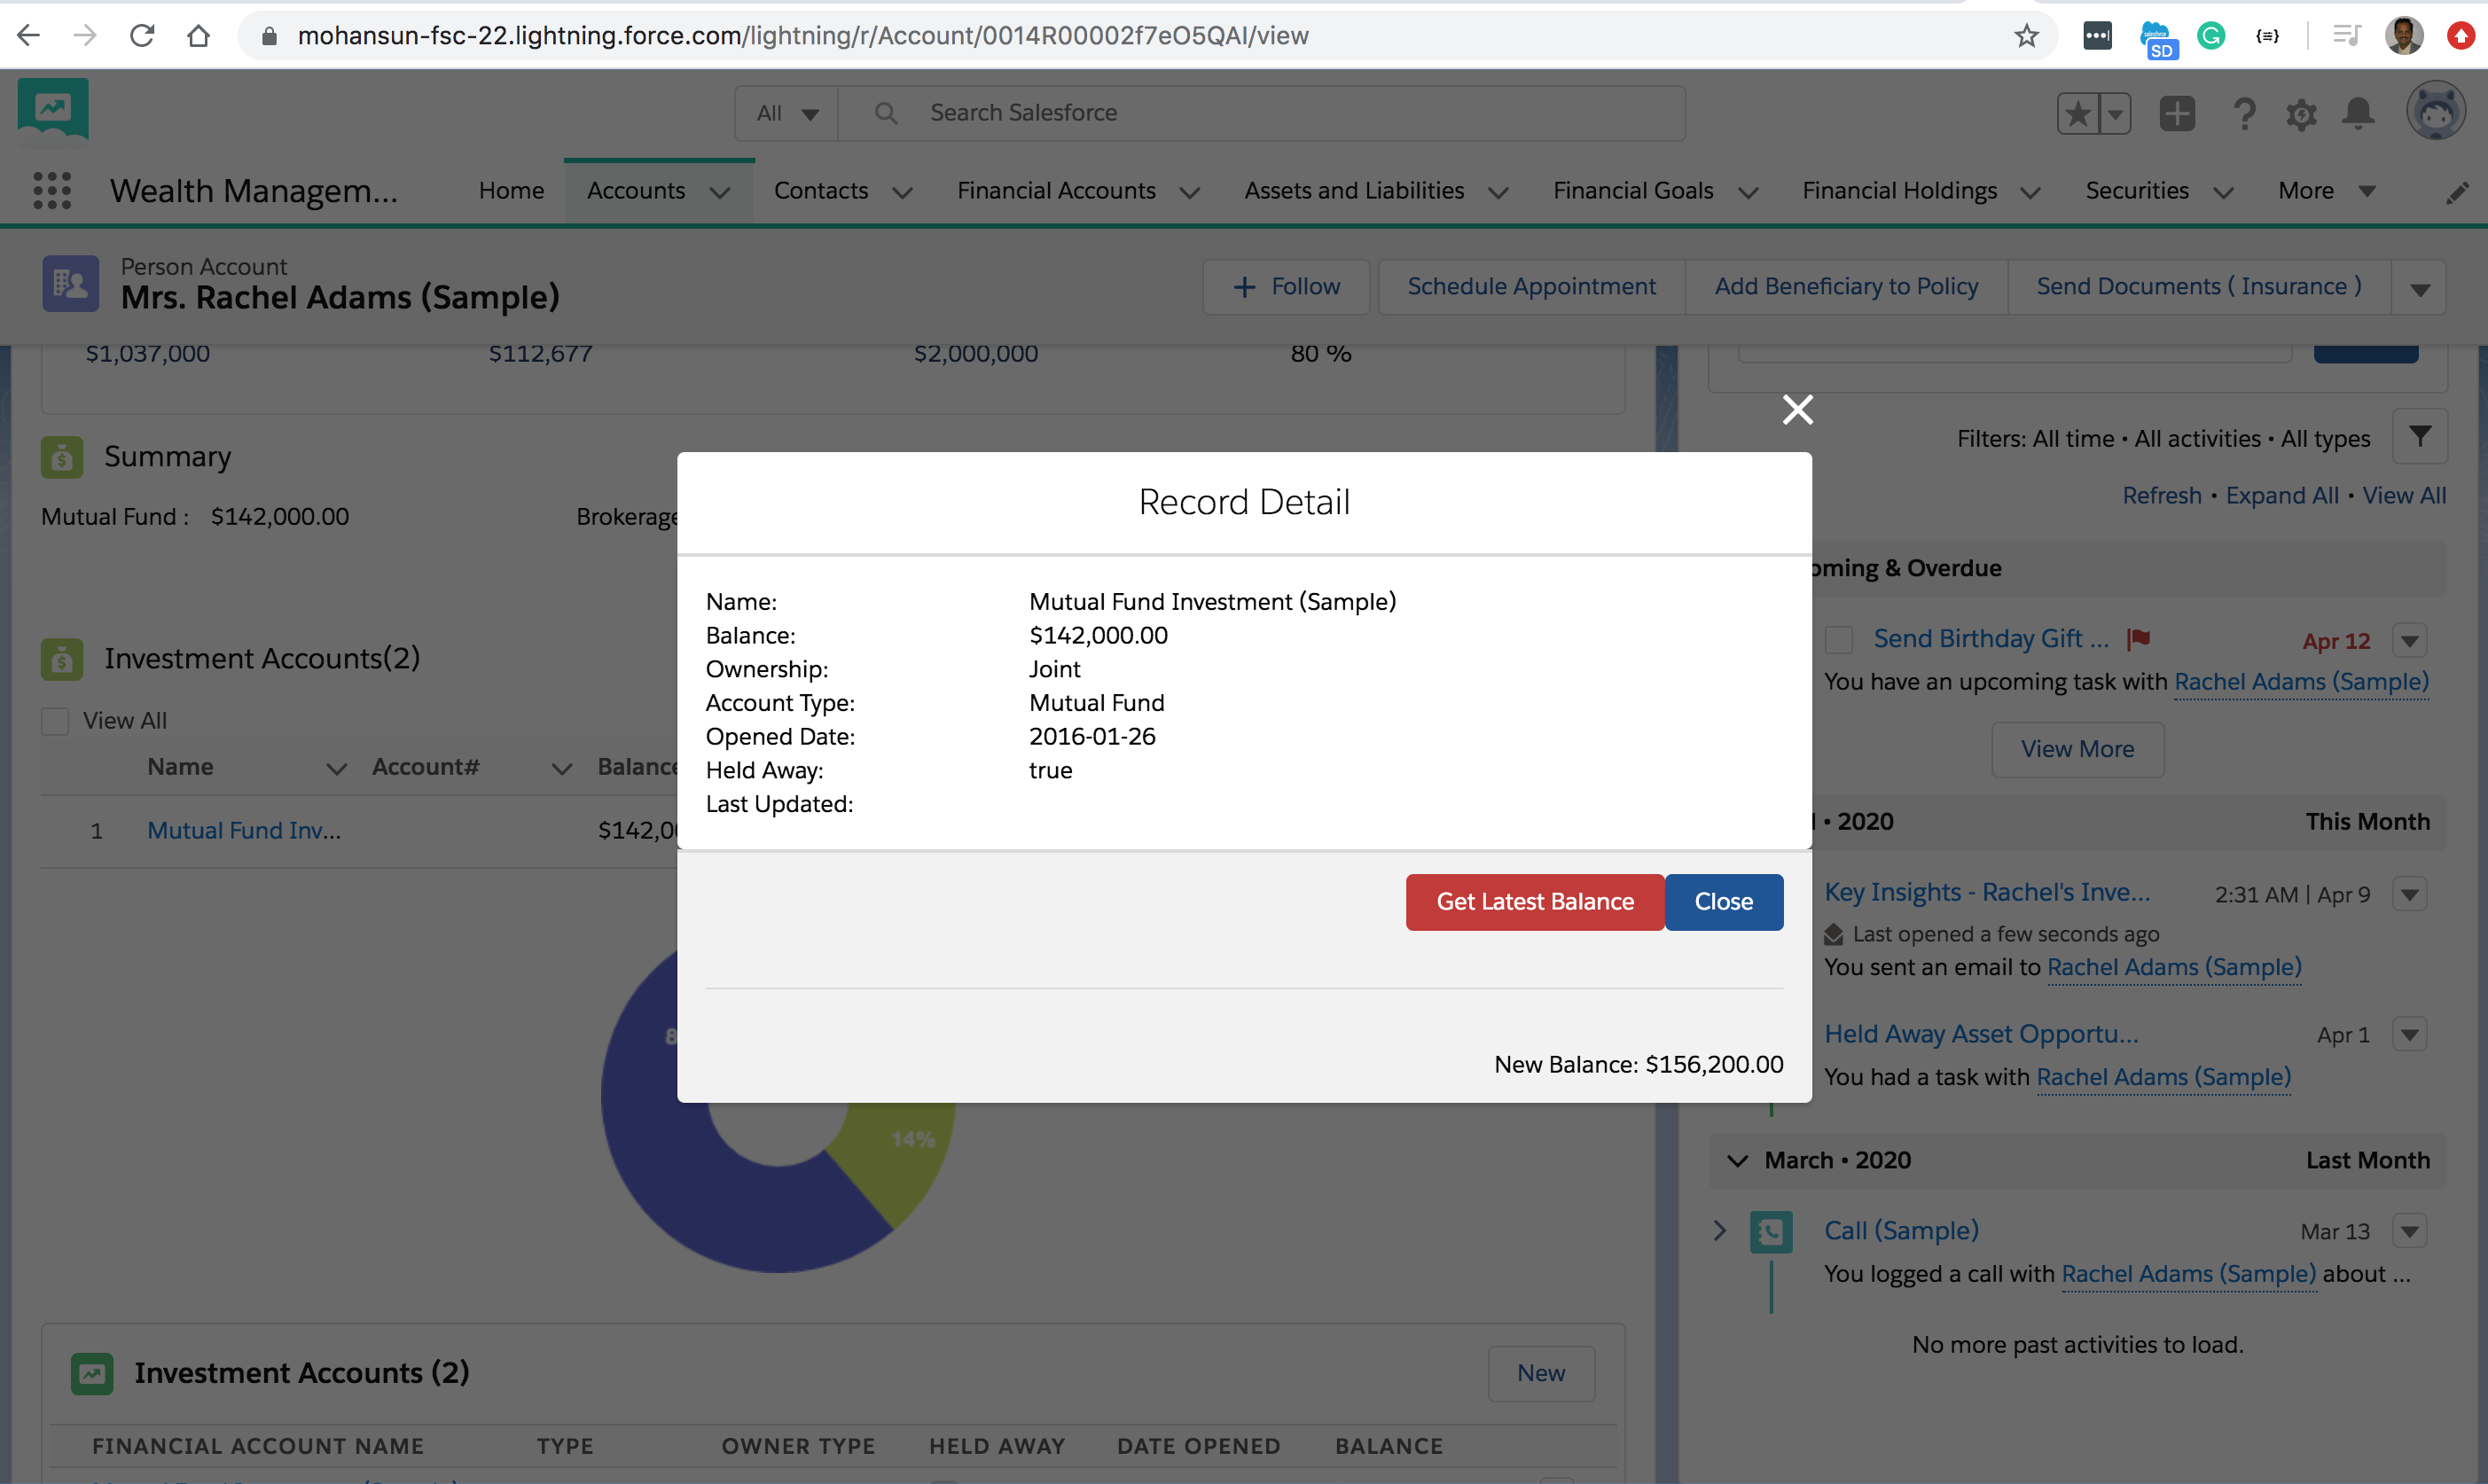 mohansun-fsc-22.lightning.force.com/lightning/r/Account/0014R00002f7eO5QAI/view
SD
All
Search Salesforce
Wealth Managem...
Home
Accounts
Contacts
Financial Accounts
Assets and Liabilities
Financial Goals
Financial Holdings
Securities
More
Person Account
Mrs. Rachel Adams (Sample)
Follow
Schedule Appointment
Add Beneficiary to Policy
Send Documents ( Insurance )
$1,037,000
$112,677
$2,000,000
80 %
Summary
Mutual Fund : $142,000.00
Brokerage
Investment Accounts(2)
View All
Name
Account#
Balance
1
Mutual Fund Inv...
$142,0
Record Detail
Name: Mutual Fund Investment (Sample)
Balance: $142,000.00
Ownership: Joint
Account Type: Mutual Fund
Opened Date: 2016-01-26
Held Away: true
Last Updated:
Get Latest Balance
Close
New Balance: $156,200.00
8
14%
Investment Accounts (2)
New
FINANCIAL ACCOUNT NAME
TYPE
OWNER TYPE
HELD AWAY
DATE OPENED
BALANCE
Filters: All time • All activities • All types
Refresh • Expand All • View All
oming & Overdue
Send Birthday Gift ...
Apr 12
You have an upcoming task with Rachel Adams (Sample)
View More
l • 2020
This Month
Key Insights - Rachel's Inve...
2:31 AM | Apr 9
Last opened a few seconds ago
You sent an email to Rachel Adams (Sample)
Held Away Asset Opportu...
Apr 1
You had a task with Rachel Adams (Sample)
March • 2020
Last Month
Call (Sample)
Mar 13
You logged a call with Rachel Adams (Sample) about ...
No more past activities to load.